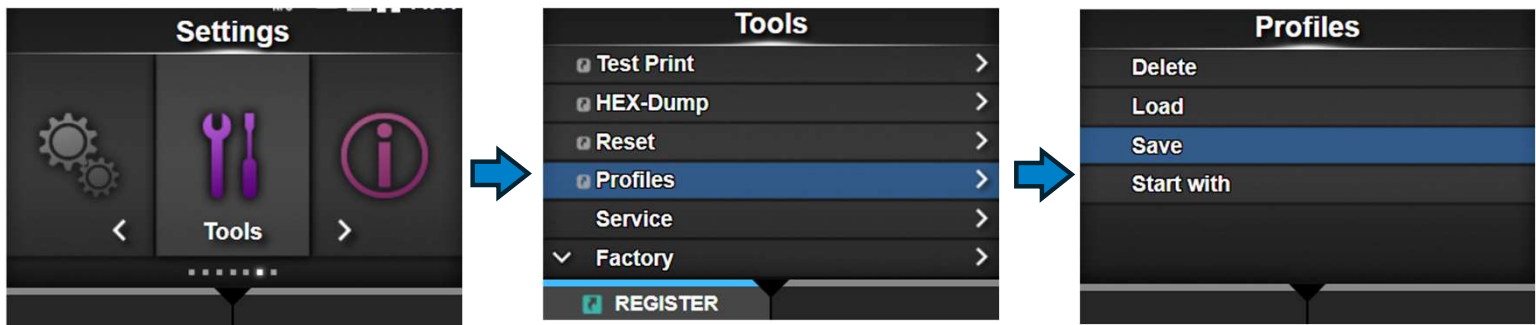 Settings
Tools
Tools
Test Print
HEX-Dump
Reset
Profiles
Service
Factory
REGISTER
Profiles
Delete
Load
Save
Start with